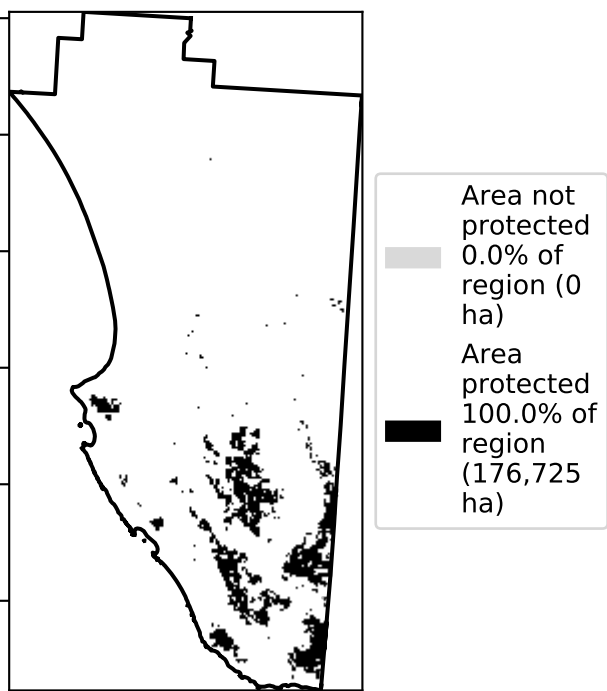 Area not
protected
0.0% of
region (0
ha)
Area
protected
100.0% of
region
(176,725
ha)